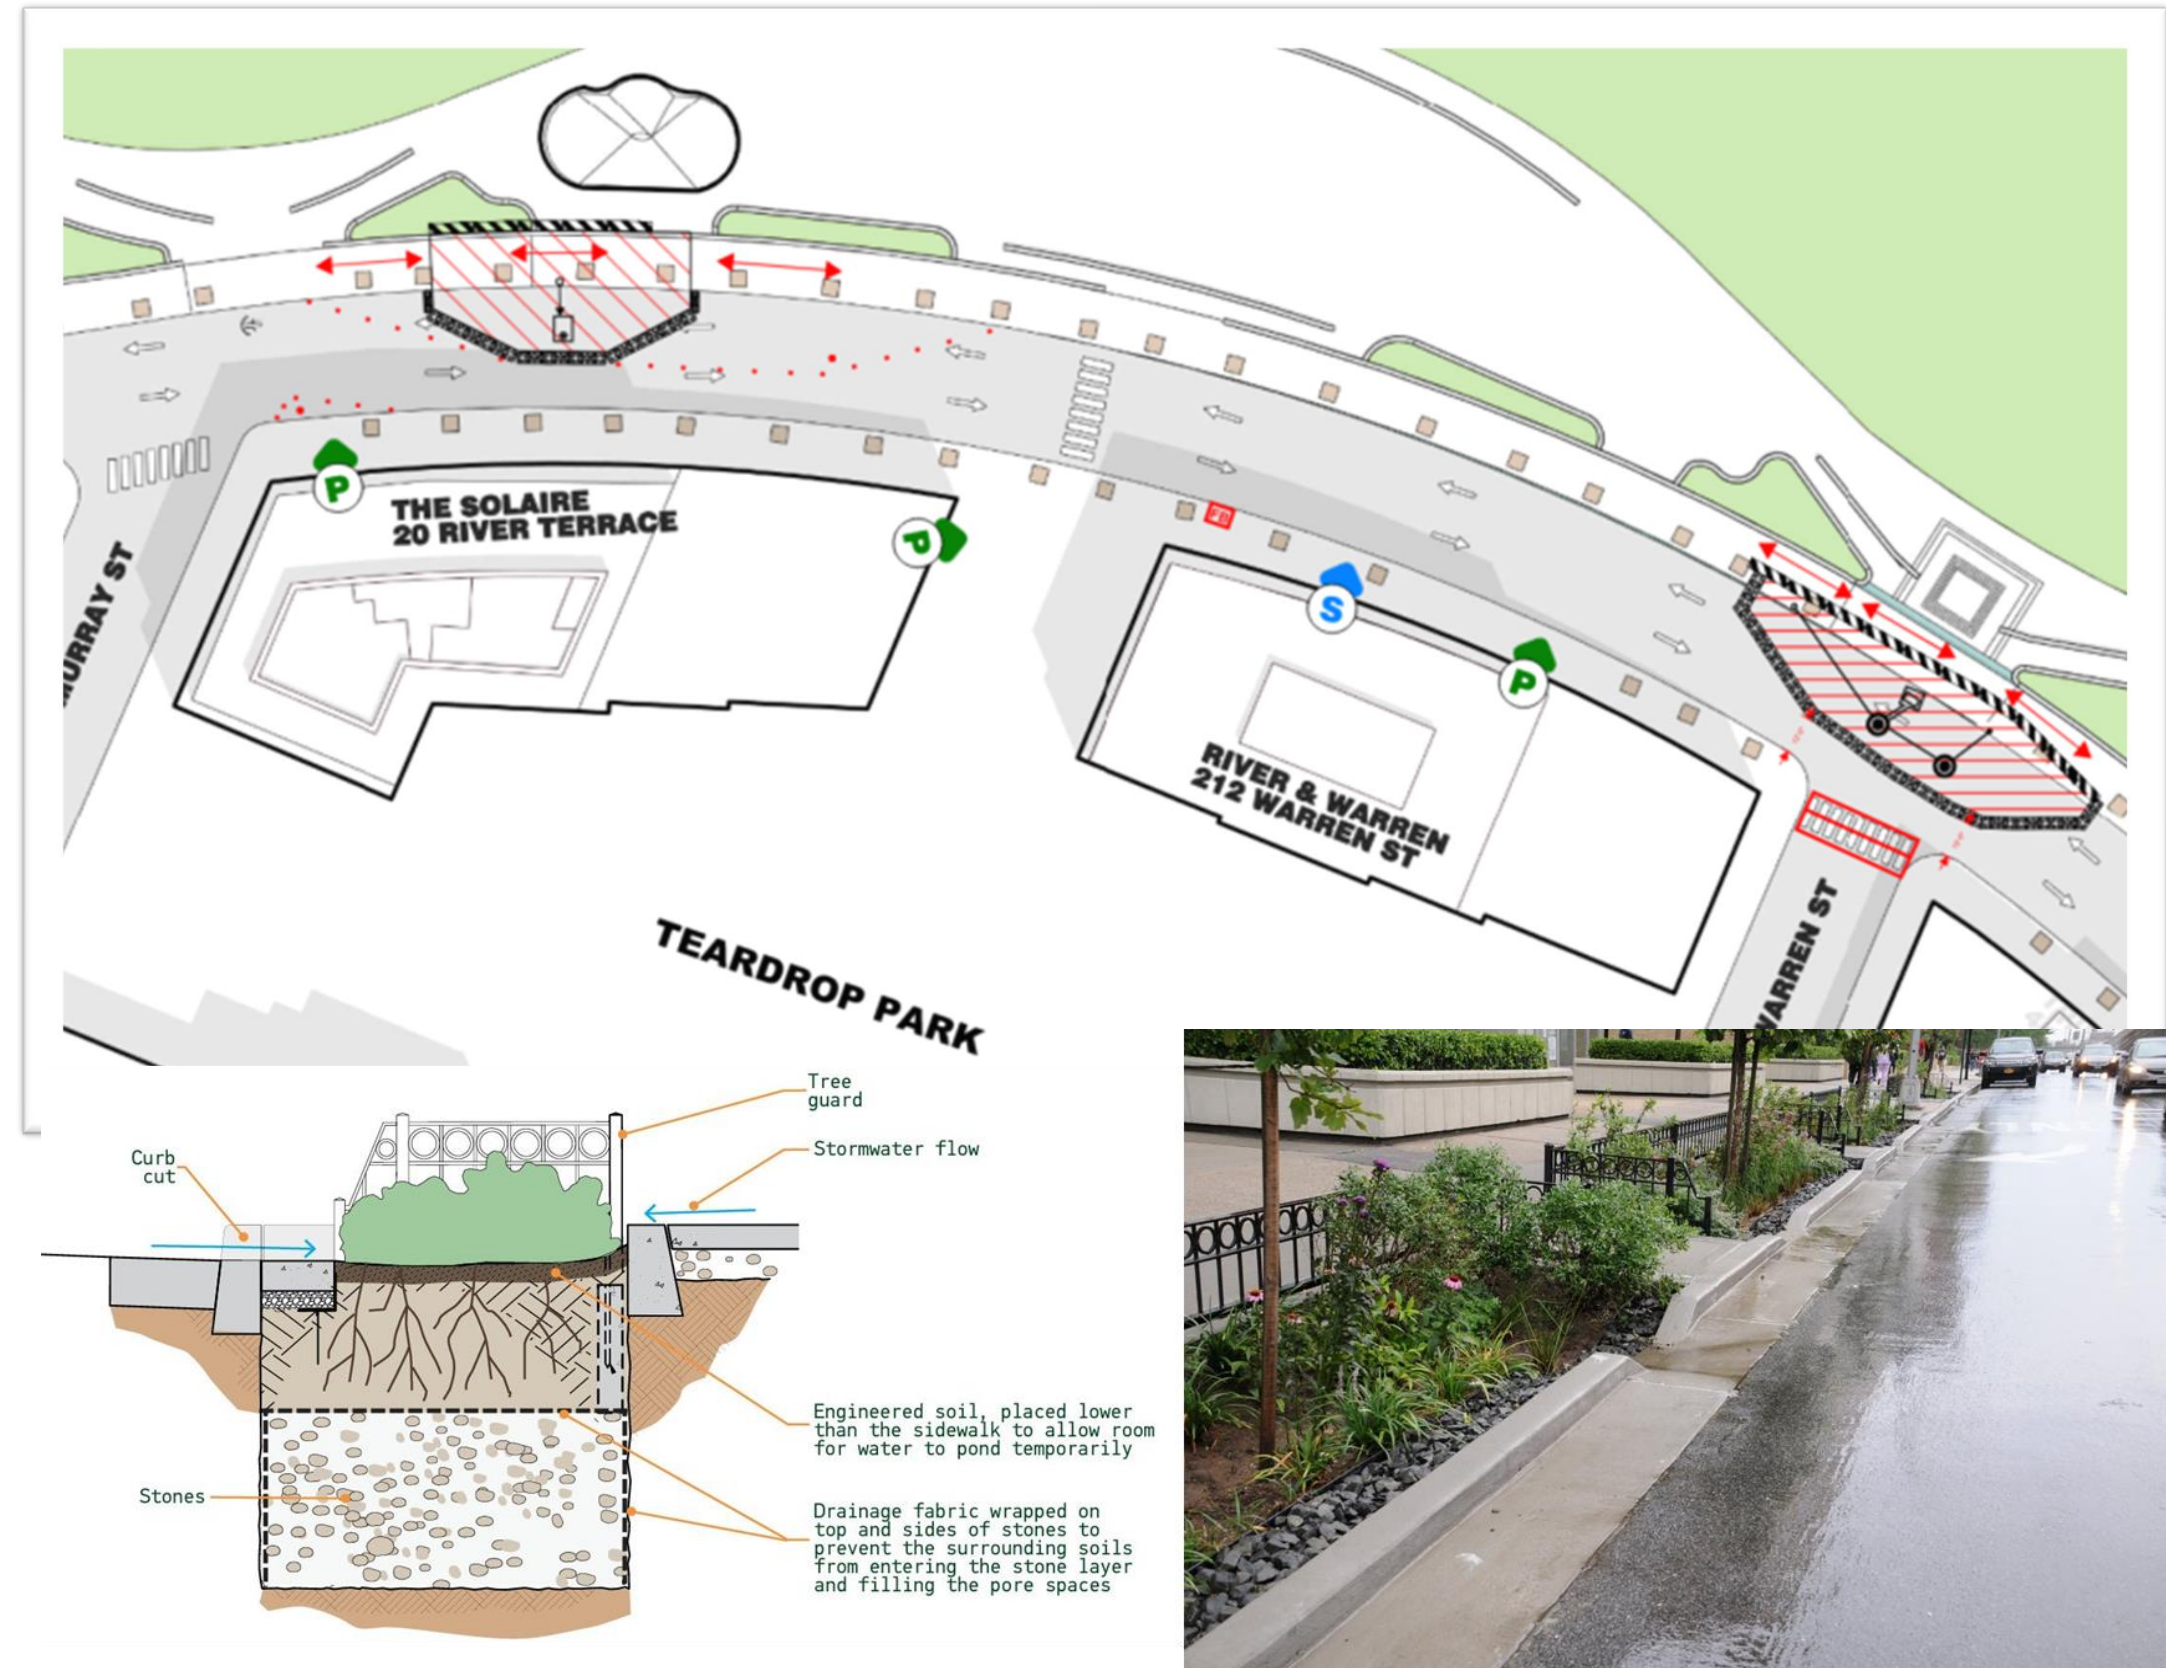 THE SOLAIRE
20 RIVER TERRACE
P
P
PB
S
P
RIVER & WARREN
212 WARREN ST
MURRAY ST
WARREN ST
TEARDROP PARK
Tree
guard
Stormwater flow
Curb
cut
Engineered soil, placed lower
than the sidewalk to allow room
for water to pond temporarily
Stones
Drainage fabric wrapped on
top and sides of stones to
prevent the surrounding soils
from entering the stone layer
and filling the pore spaces